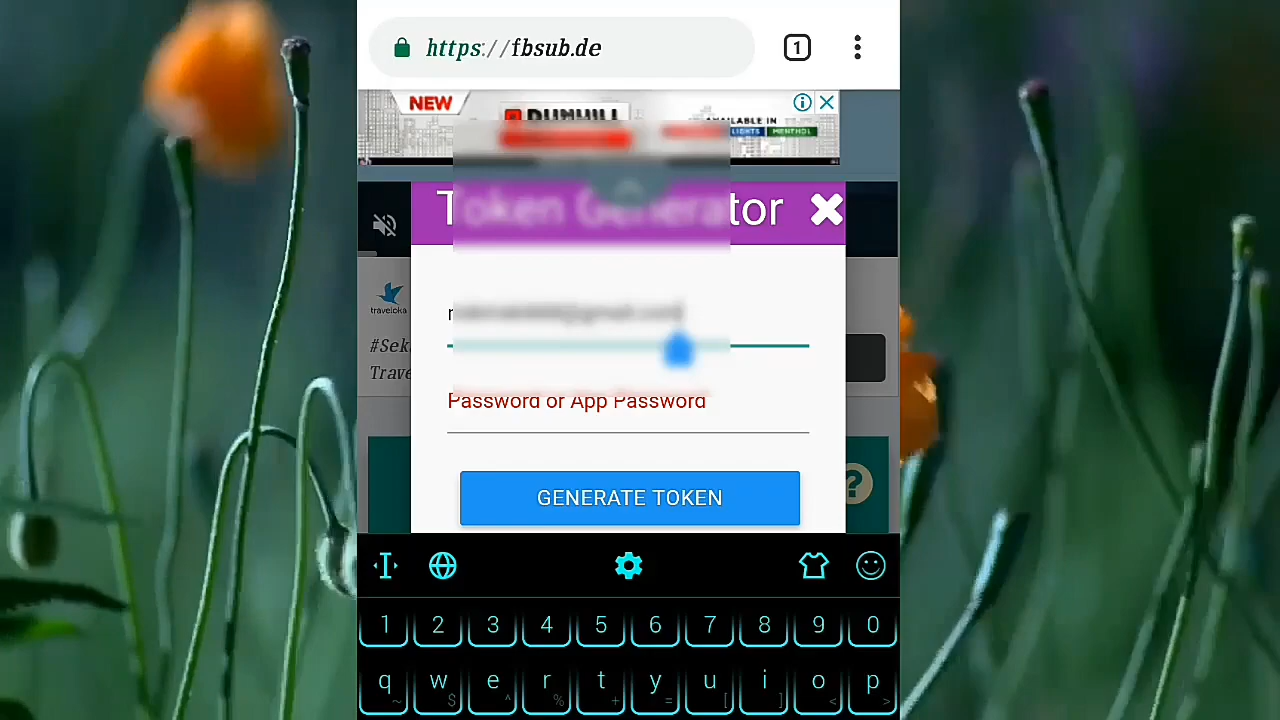 https://fbsub.de
1
NEW
DUNHILL
AVAILABLE IN
LIGHTS MENTHOL
Token Generator
traveloka
#Sek
Trave
Password or App Password
?
GENERATE TOKEN
1 2 3 4 5 6 7 8 9 0
q w e r t y u i o p
~ $ ^ % + = [ ] < >